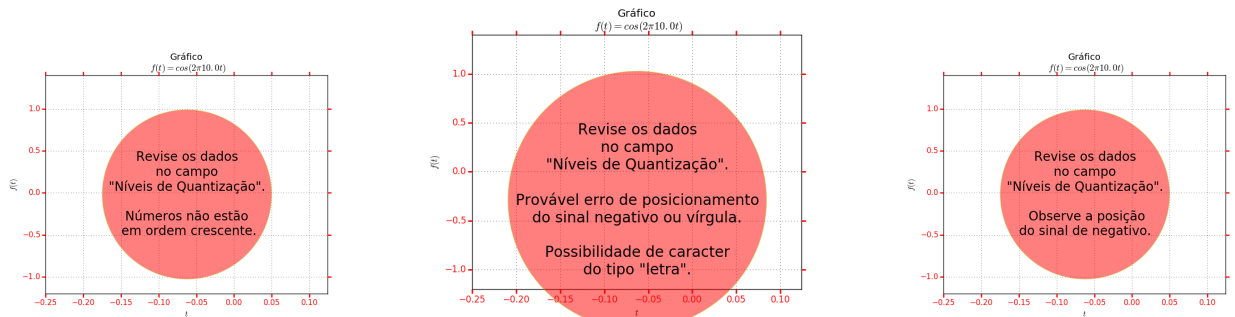 Gráfico
f(t) = cos(2π10.0t)
f(t)
1.0
0.5
0.0
−0.5
−1.0
Revise os dados
no campo
"Níveis de Quantização".
Números não estão
em ordem crescente.
−0.25 −0.20 −0.15 −0.10 −0.05 0.00 0.05 0.10
t
Gráfico
f(t) = cos(2π10.0t)
f(t)
1.0
0.5
0.0
−0.5
−1.0
Revise os dados
no campo
"Níveis de Quantização".
Provável erro de posicionamento
do sinal negativo ou vírgula.
Possibilidade de caracter
do tipo "letra".
−0.25 −0.20 −0.15 −0.10 −0.05 0.00 0.05 0.10
t
Gráfico
f(t) = cos(2π10.0t)
f(t)
1.0
0.5
0.0
−0.5
−1.0
Revise os dados
no campo
"Níveis de Quantização".
Observe a posição
do sinal de negativo.
−0.25 −0.20 −0.15 −0.10 −0.05 0.00 0.05 0.10
t